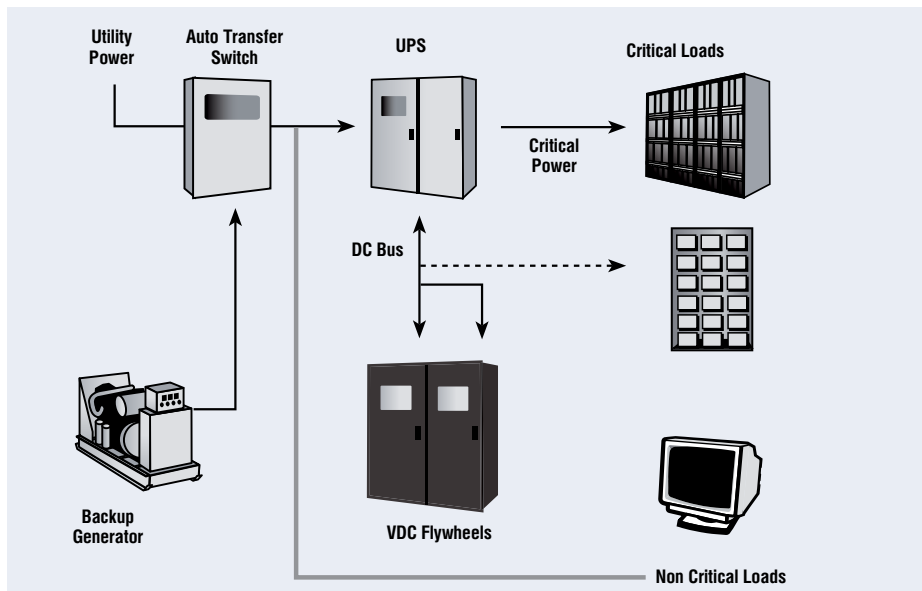 Utility
Power
Auto Transfer
Switch
UPS
Critical Loads
Critical
Power
DC Bus
Backup
Generator
VDC Flywheels
Non Critical Loads